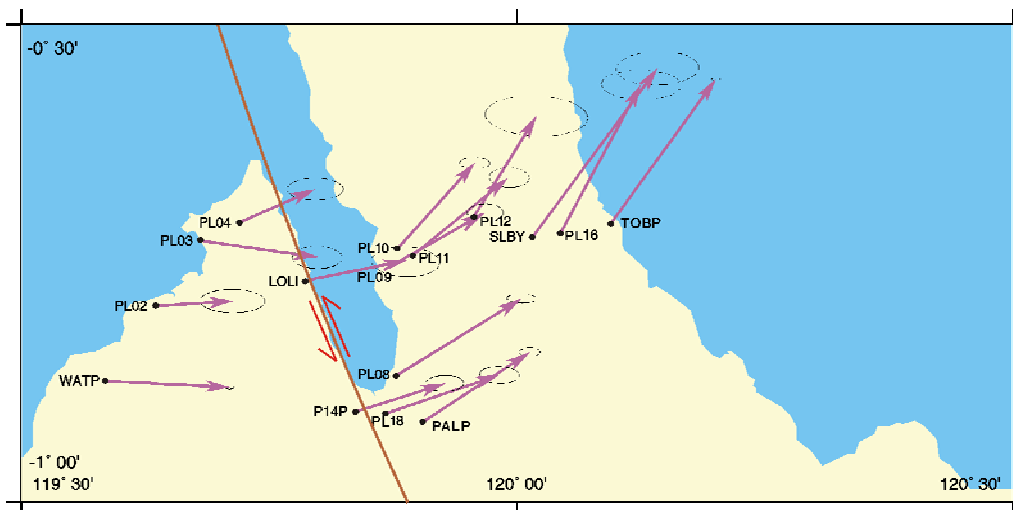 -0° 30'
PL04
PL03
PL12
SLBY
PL16
TOBP
PL10
PL11
PL09
LOLI
PL02
PL08
WATP
P14P
PL18
PALP
-1° 00'
119° 30'
120° 00'
120° 30'